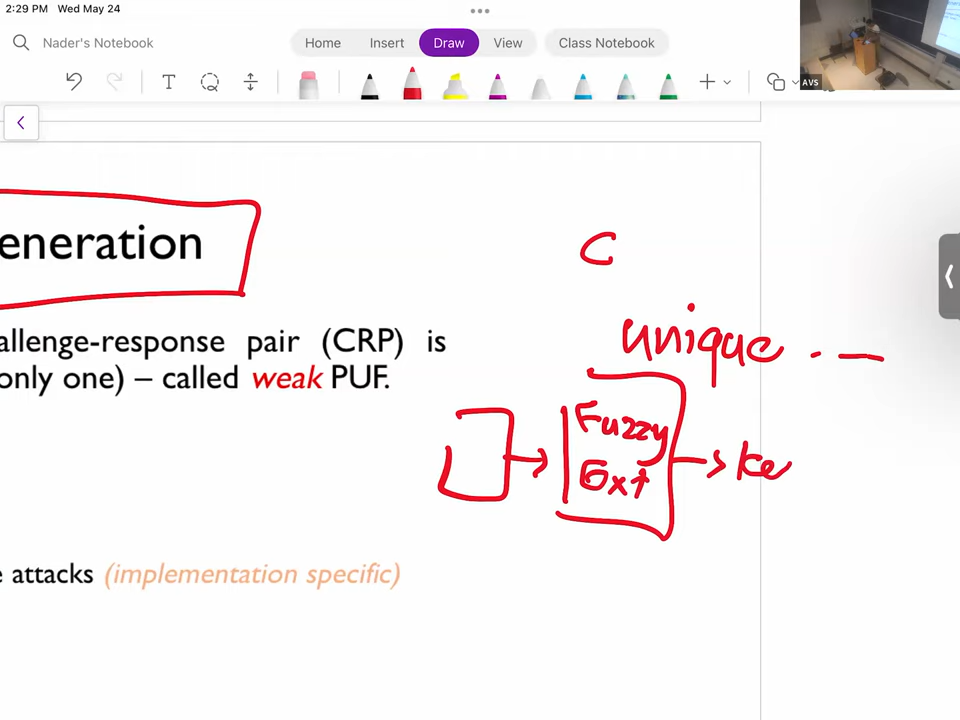 2:29 PM Wed May 24
Nader's Notebook
Home Insert Draw View Class Notebook
T
AVS
eneration
C
allenge-response pair (CRP) is
only one) – called weak PUF.
unique . —
Fuzzy
Ext
Ke
e attacks (implementation specific)